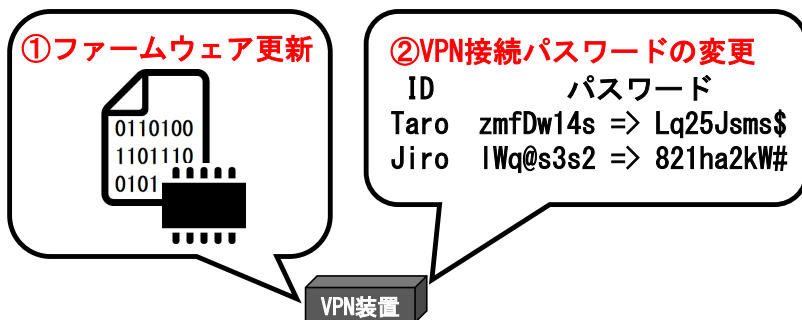 ①ファームウェア更新
0110100
1101110
0101
②VPN接続パスワードの変更
ID パスワード
Taro zmfDw14s => Lq25Jsms$
Jiro lWq@s3s2 => 821ha2kW#
VPN装置